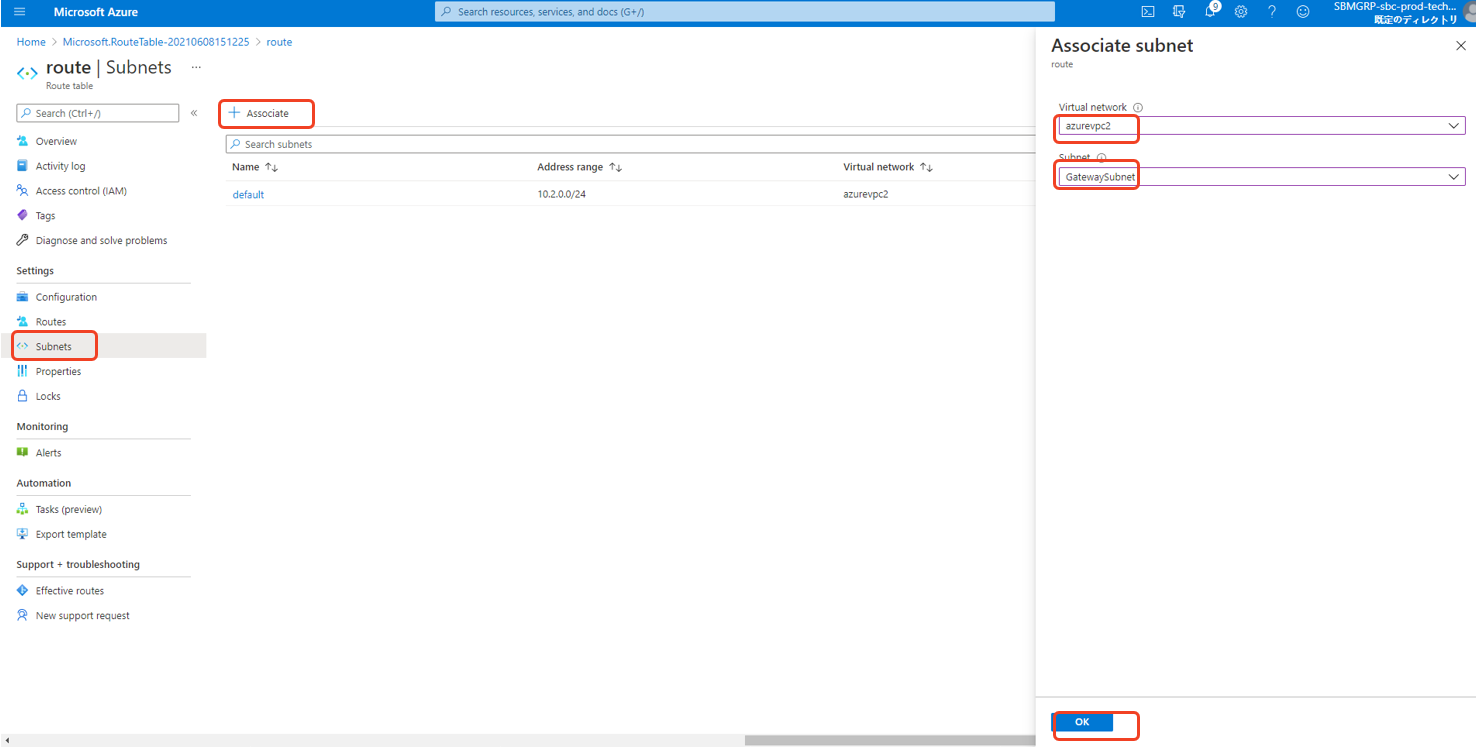 Microsoft Azure
Search resources, services, and docs (G+/)
9
SBMGRP-sbc-prod-tech...
既定のディレクトリ
Home > Microsoft.RouteTable-20210608151225 > route
route | Subnets ...
Route table
Search (Ctrl+/)
«
Overview
Activity log
Access control (IAM)
Tags
Diagnose and solve problems
Settings
Configuration
Routes
Subnets
Properties
Locks
Monitoring
Alerts
Automation
Tasks (preview)
Export template
Support + troubleshooting
Effective routes
New support request
+ Associate
Search subnets
Name ↑↓ Address range ↑↓ Virtual network ↑↓
default 10.2.0.0/24 azurevpc2
Associate subnet
route
Virtual network
azurevpc2
Subnet
GatewaySubnet
OK